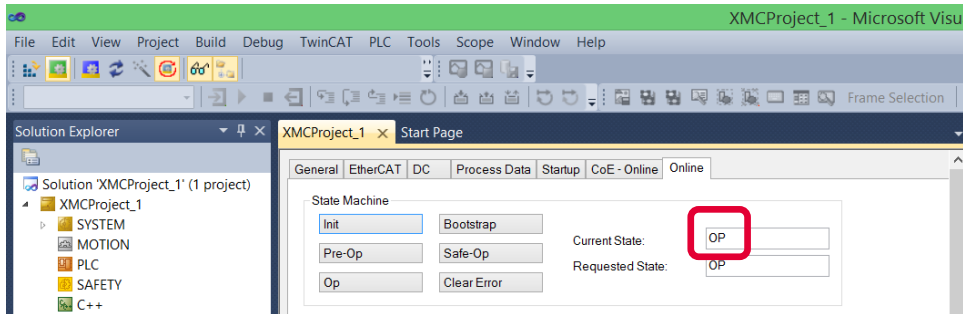 XMCProject_1 - Microsoft Visu
File Edit View Project Build Debug TwinCAT PLC Tools Scope Window Help
Frame Selection
Solution Explorer
XMCProject_1 Start Page
General EtherCAT DC Process Data Startup CoE - Online Online
Solution 'XMCProject_1' (1 project)
XMCProject_1
SYSTEM
MOTION
PLC
SAFETY
C++
State Machine
Init Bootstrap
Pre-Op Safe-Op
Op Clear Error
Current State: OP
Requested State: OP